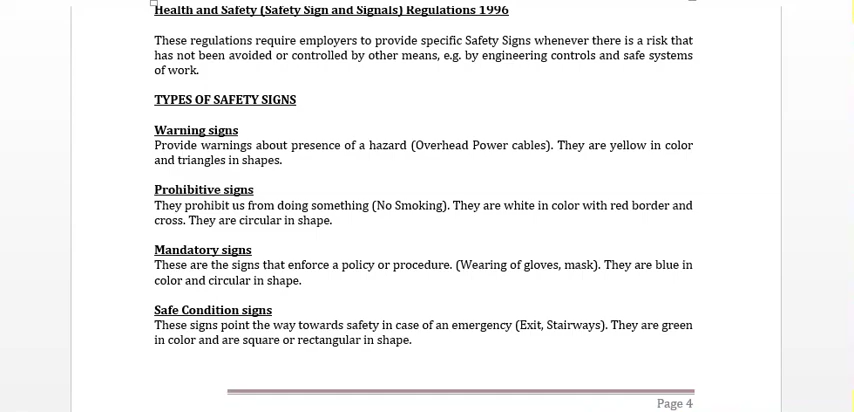 Health and Safety (Safety Sign and Signals) Regulations 1996
These regulations require employers to provide specific Safety Signs whenever there is a risk that
has not been avoided or controlled by other means, e.g. by engineering controls and safe systems
of work.
TYPES OF SAFETY SIGNS
Warning signs
Provide warnings about presence of a hazard (Overhead Power cables). They are yellow in color
and triangles in shapes.
Prohibitive signs
They prohibit us from doing something (No Smoking). They are white in color with red border and
cross. They are circular in shape.
Mandatory signs
These are the signs that enforce a policy or procedure. (Wearing of gloves, mask). They are blue in
color and circular in shape.
Safe Condition signs
These signs point the way towards safety in case of an emergency (Exit, Stairways). They are green
in color and are square or rectangular in shape.
Page 4